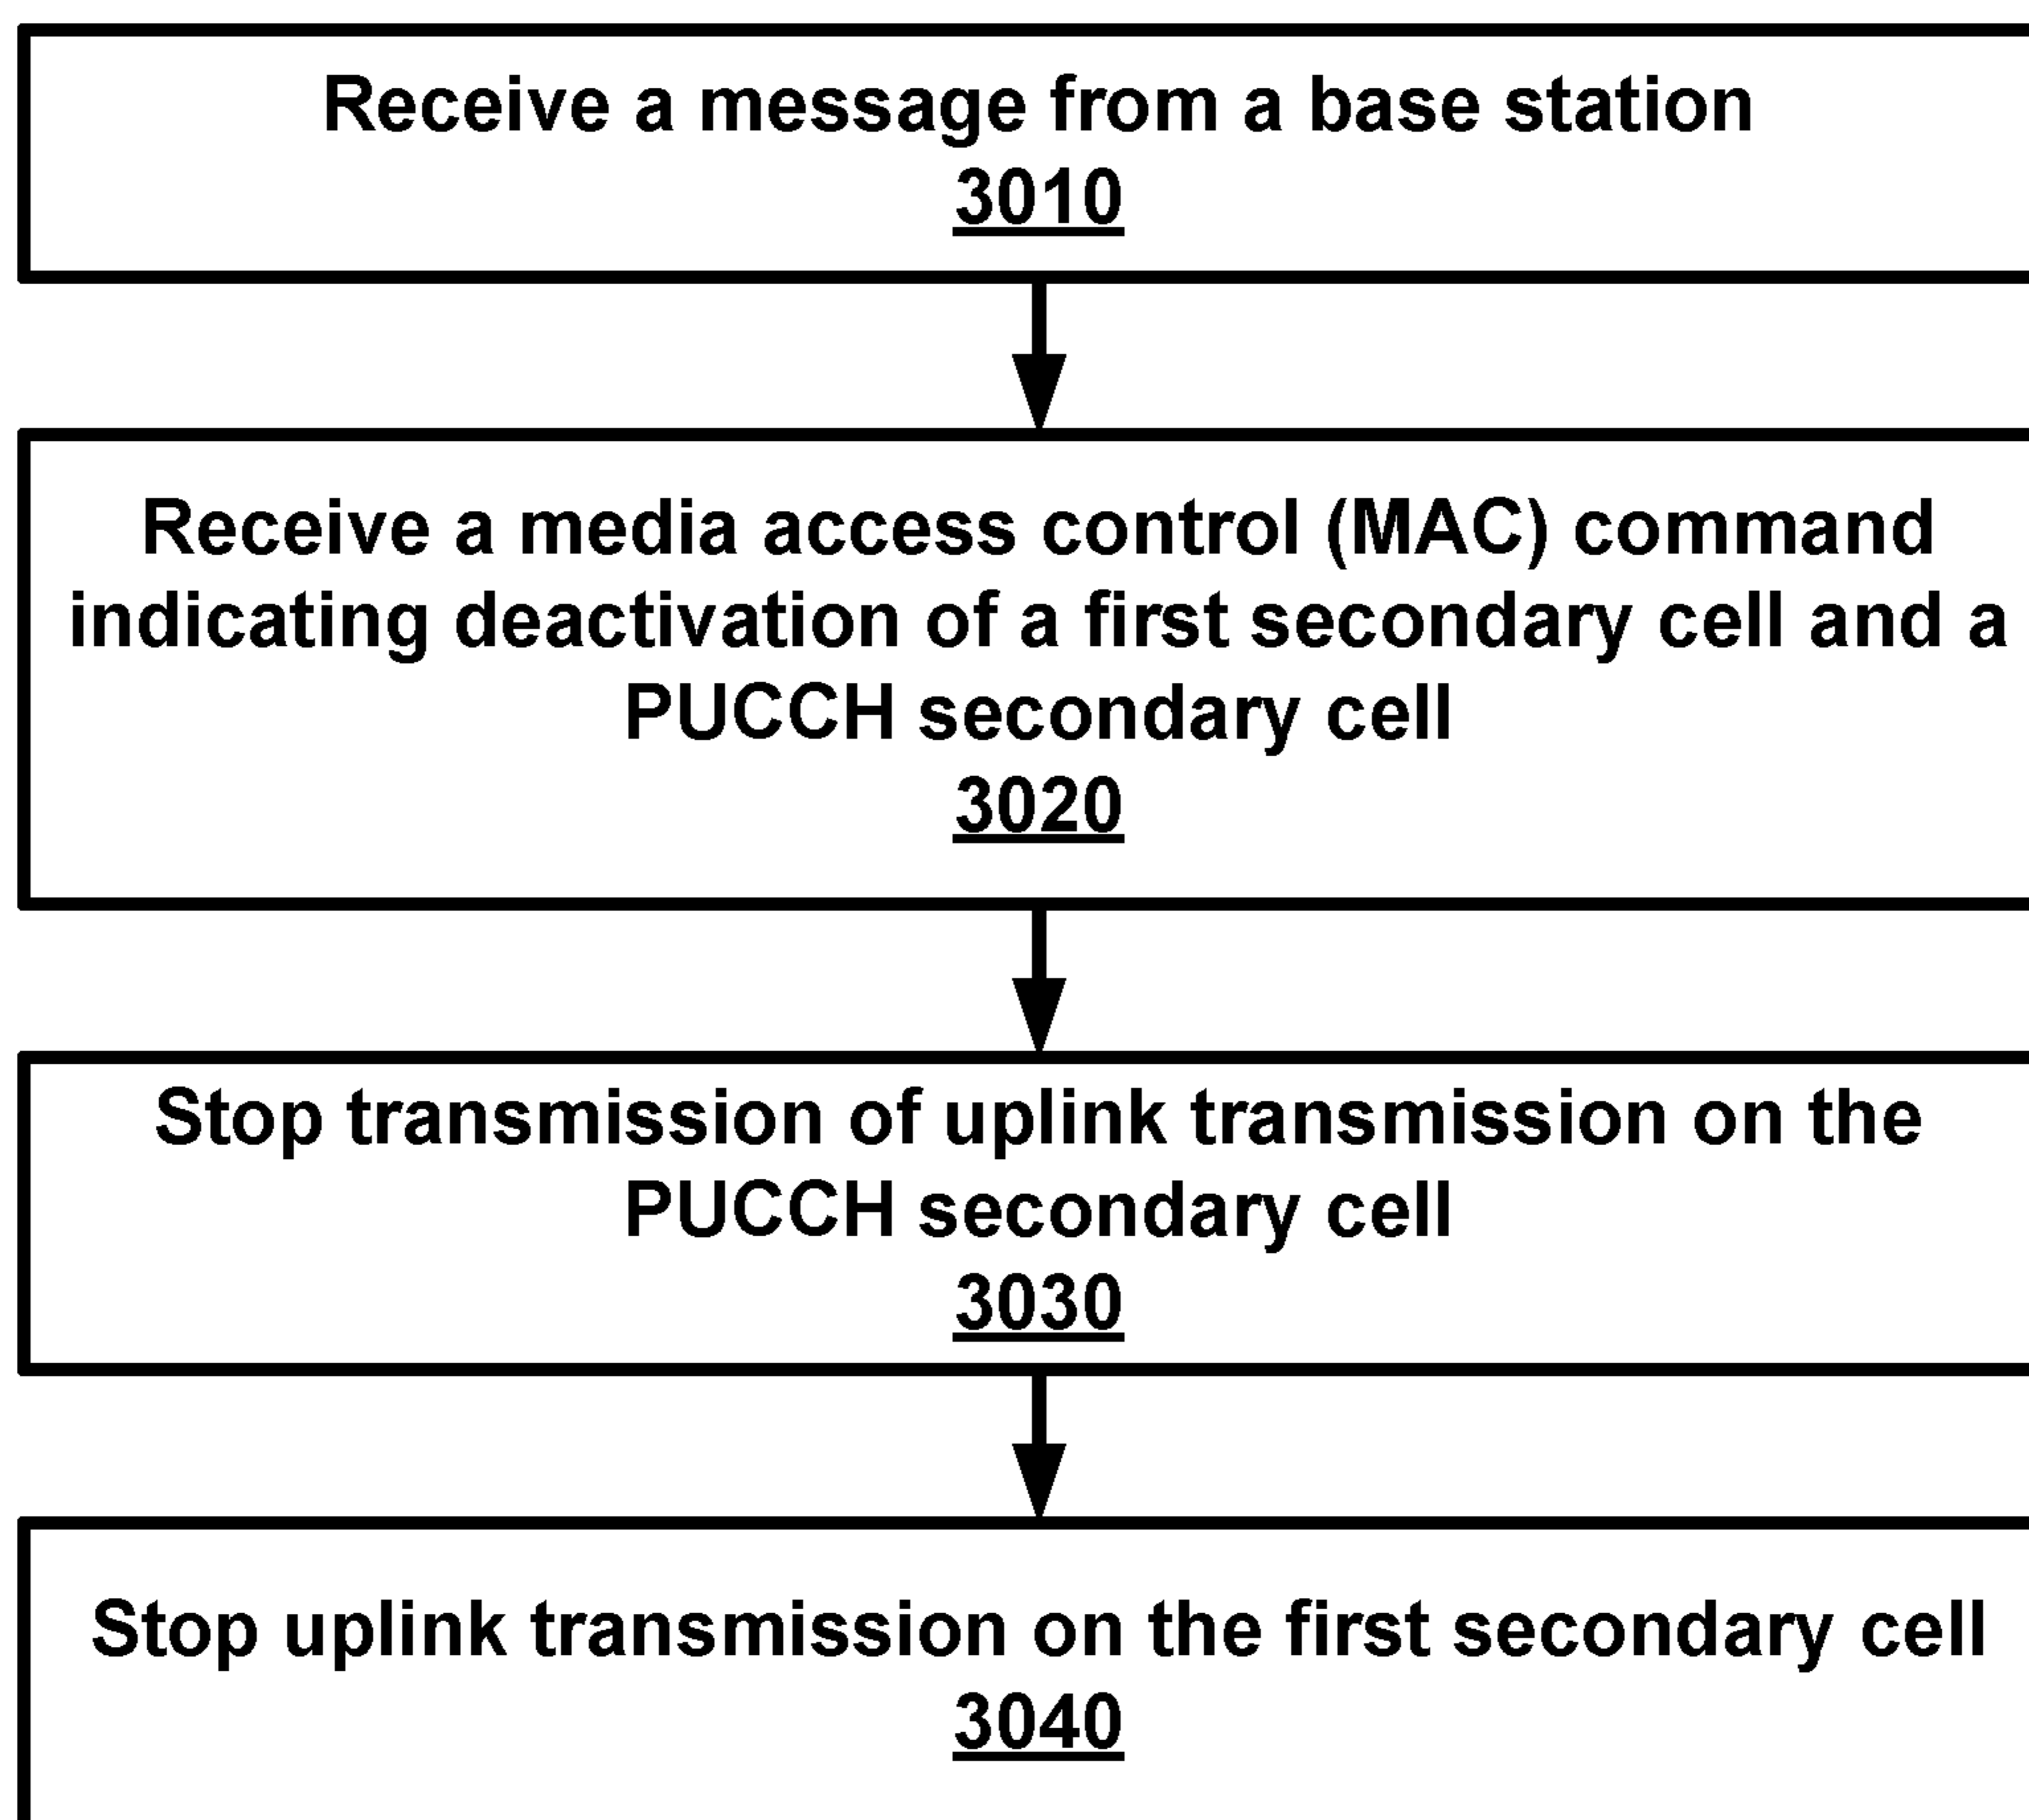 Receive a message from a base station
3010
Receive a media access control (MAC) command
indicating deactivation of a first secondary cell and a
PUCCH secondary cell
3020
Stop transmission of uplink transmission on the
PUCCH secondary cell
3030
Stop uplink transmission on the first secondary cell
3040